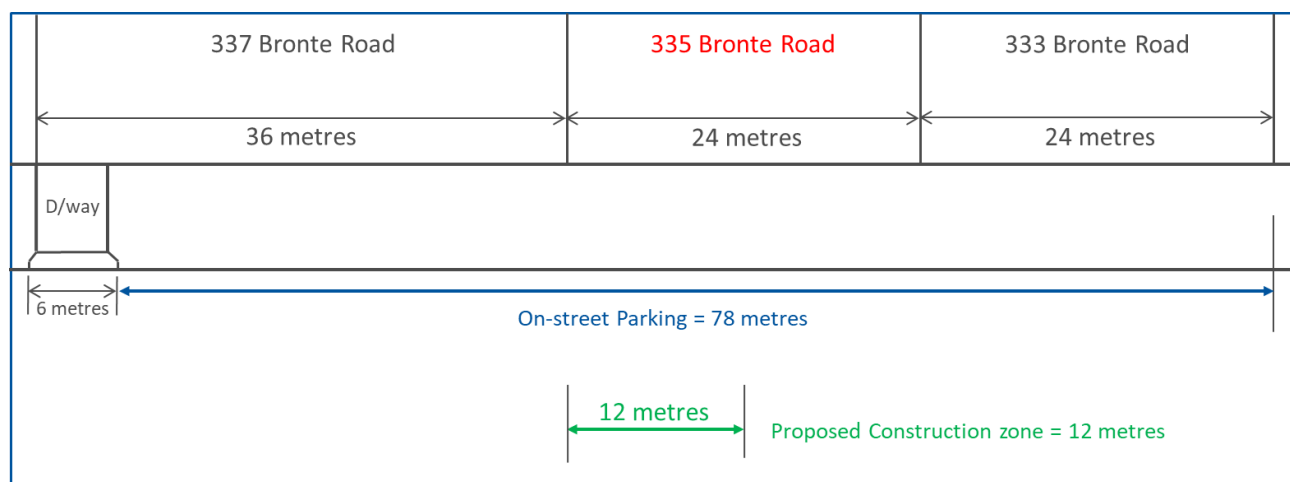 337 Bronte Road
335 Bronte Road
333 Bronte Road
36 metres
24 metres
24 metres
D/way
6 metres
On-street Parking = 78 metres
12 metres
Proposed Construction zone = 12 metres